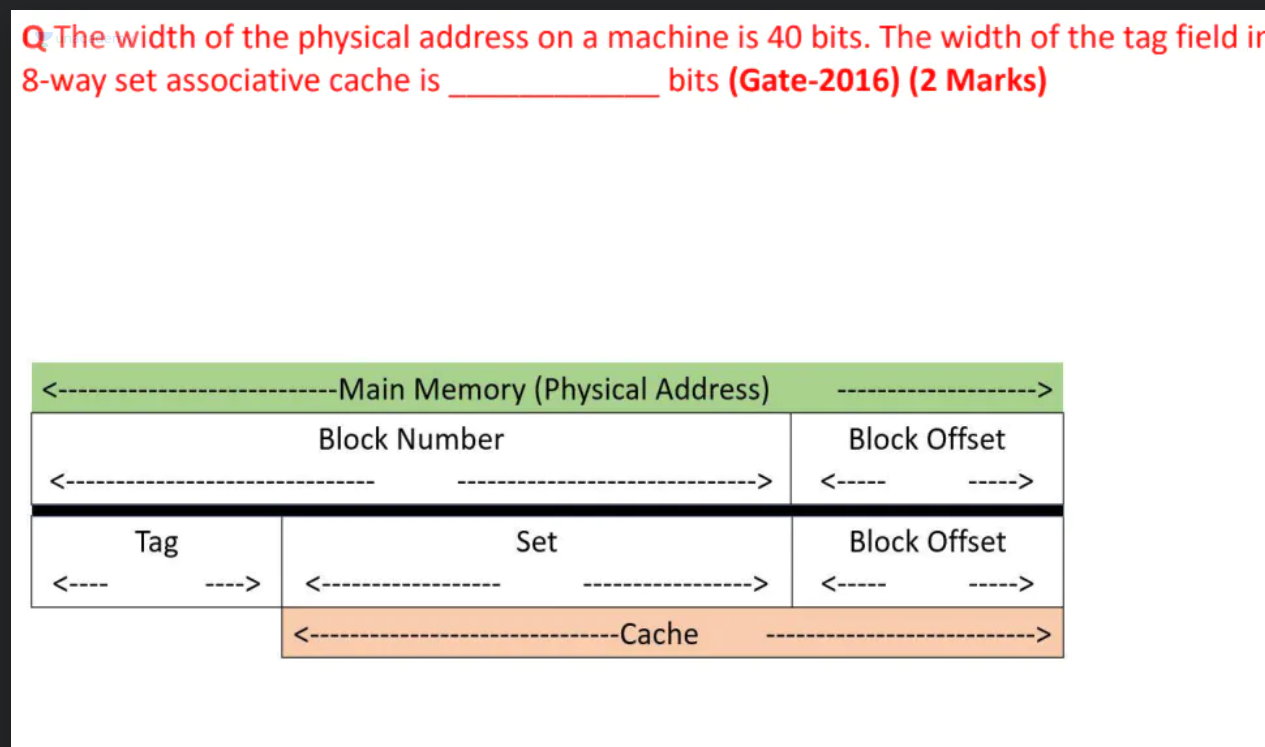 Q The width of the physical address on a machine is 40 bits. The width of the tag field in
8-way set associative cache is ____________ bits (Gate-2016) (2 Marks)
<----------------------------Main Memory (Physical Address) -------------------->
Block Number Block Offset
<------------------------------- ------------------------------> <----- ----->
Tag Set Block Offset
<---- ----> <------------------- -----------------> <----- ----->
<-------------------------------Cache --------------------------->